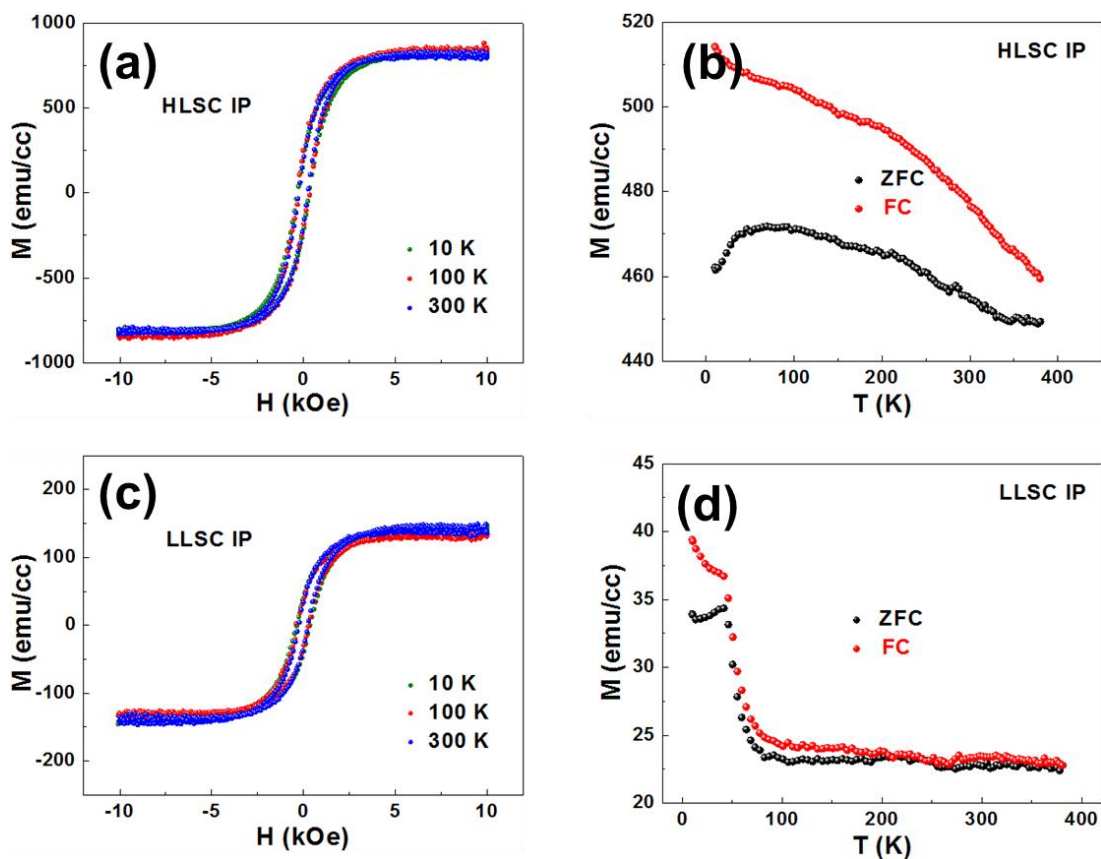 (a)
HLSC IP
M (emu/cc)
1000
500
0
-500
-1000
10 K
100 K
300 K
-10
-5
0
5
10
H (kOe)
(b)
HLSC IP
M (emu/cc)
520
500
480
460
440
ZFC
FC
0
100
200
300
400
T (K)
(c)
LLSC IP
M (emu/cc)
200
100
0
-100
-200
10 K
100 K
300 K
-10
-5
0
5
10
H (kOe)
(d)
LLSC IP
M (emu/cc)
45
40
35
30
25
20
ZFC
FC
0
100
200
300
400
T (K)